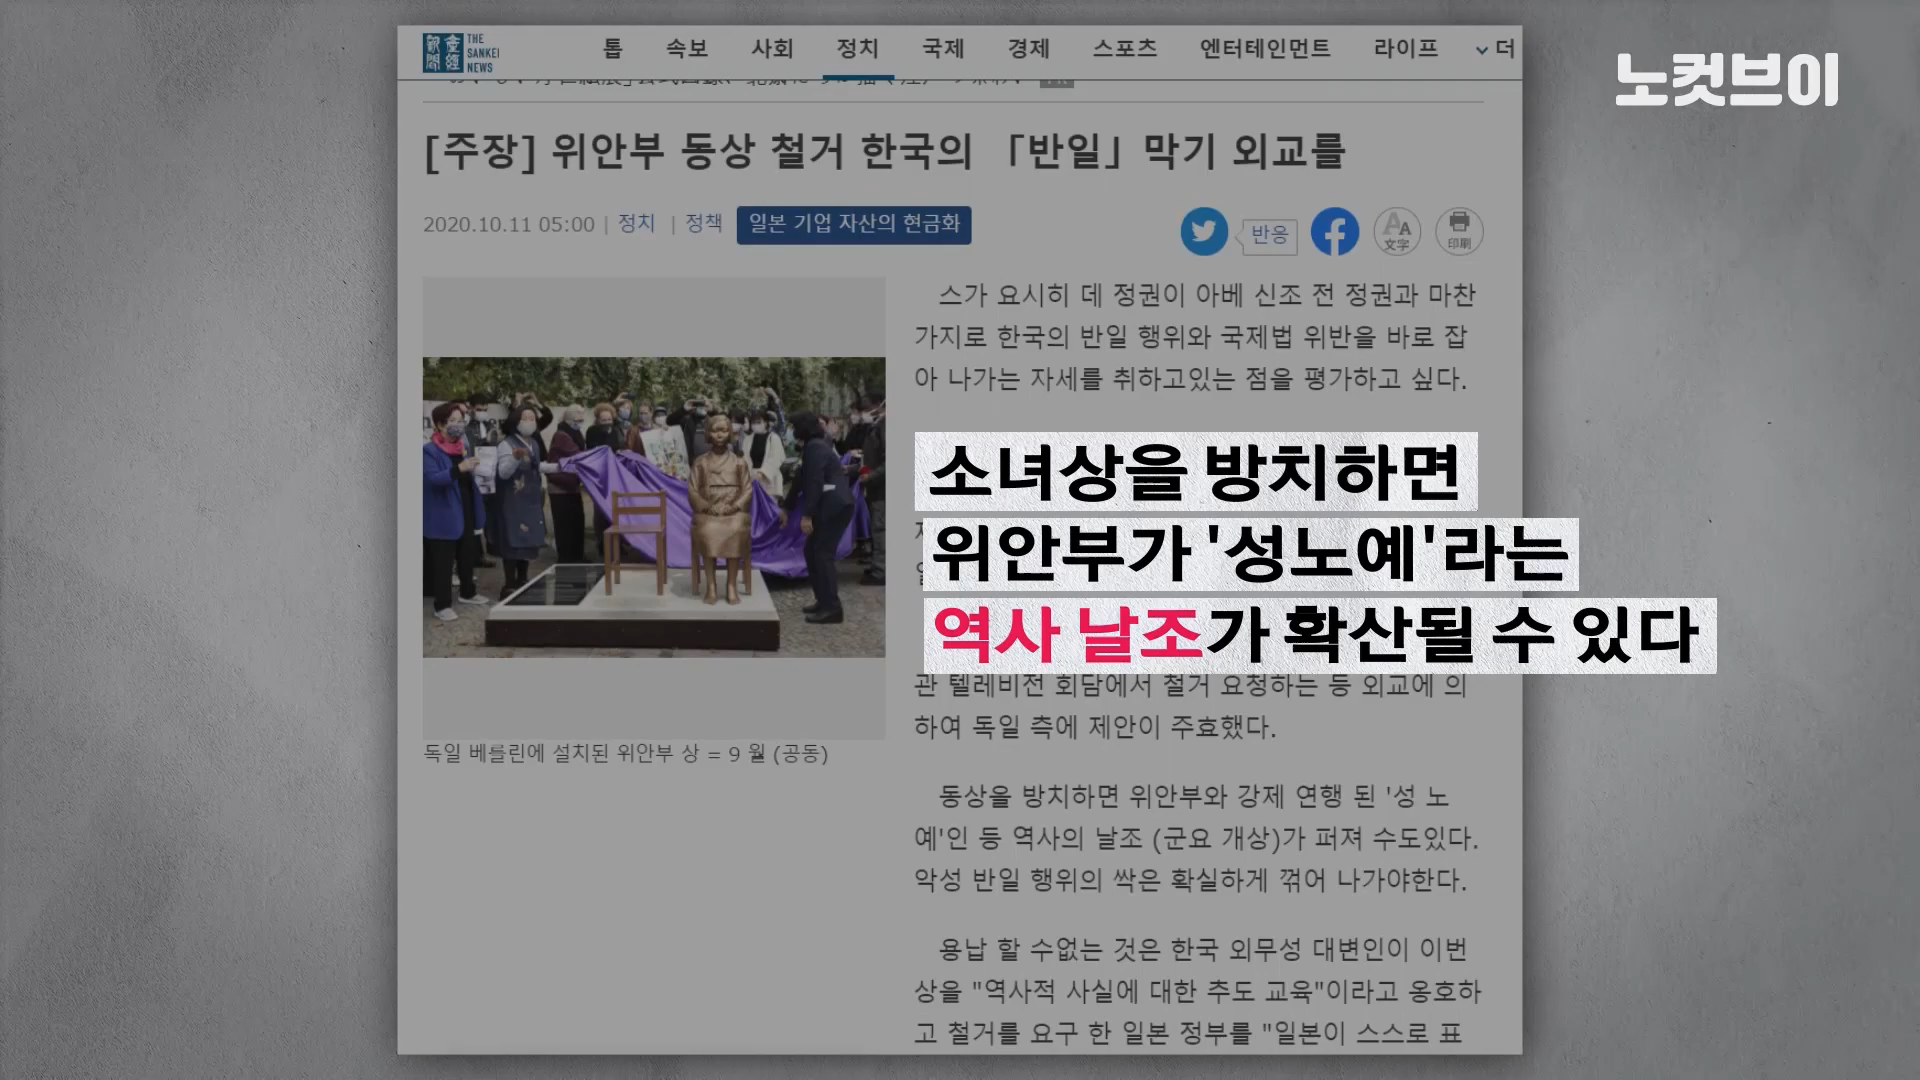 産經
新聞
THE
SANKEI
NEWS
톱 속보 사회 정치 국제 경제 스포츠 엔터테인먼트 라이프 더
노컷브이
[주장] 위안부 동상 철거 한국의 「반일」막기 외교를
2020.10.11 05:00 | 정치 | 정책 일본 기업 자산의 현금화
반응
文字
印刷
스가 요시히 데 정권이 아베 신조 전 정권과 마찬
가지로 한국의 반일 행위와 국제법 위반을 바로 잡
아 나가는 자세를 취하고있는 점을 평가하고 싶다.
소녀상을 방치하면
위안부가 '성노예'라는
역사 날조가 확산될 수 있다
관 텔레비전 회담에서 철거 요청하는 등 외교에 의
하여 독일 측에 제안이 주효했다.
독일 베를린에 설치된 위안부 상 = 9 월 (공동)
동상을 방치하면 위안부와 강제 연행 된 '성 노
예'인 등 역사의 날조 (군요 개상)가 퍼져 수도있다.
악성 반일 행위의 싹은 확실하게 꺾어 나가야한다.
용납 할 수없는 것은 한국 외무성 대변인이 이번
상을 "역사적 사실에 대한 추도 교육"이라고 옹호하
고 철거를 요구 한 일본 정부를 "일본이 스스로 표